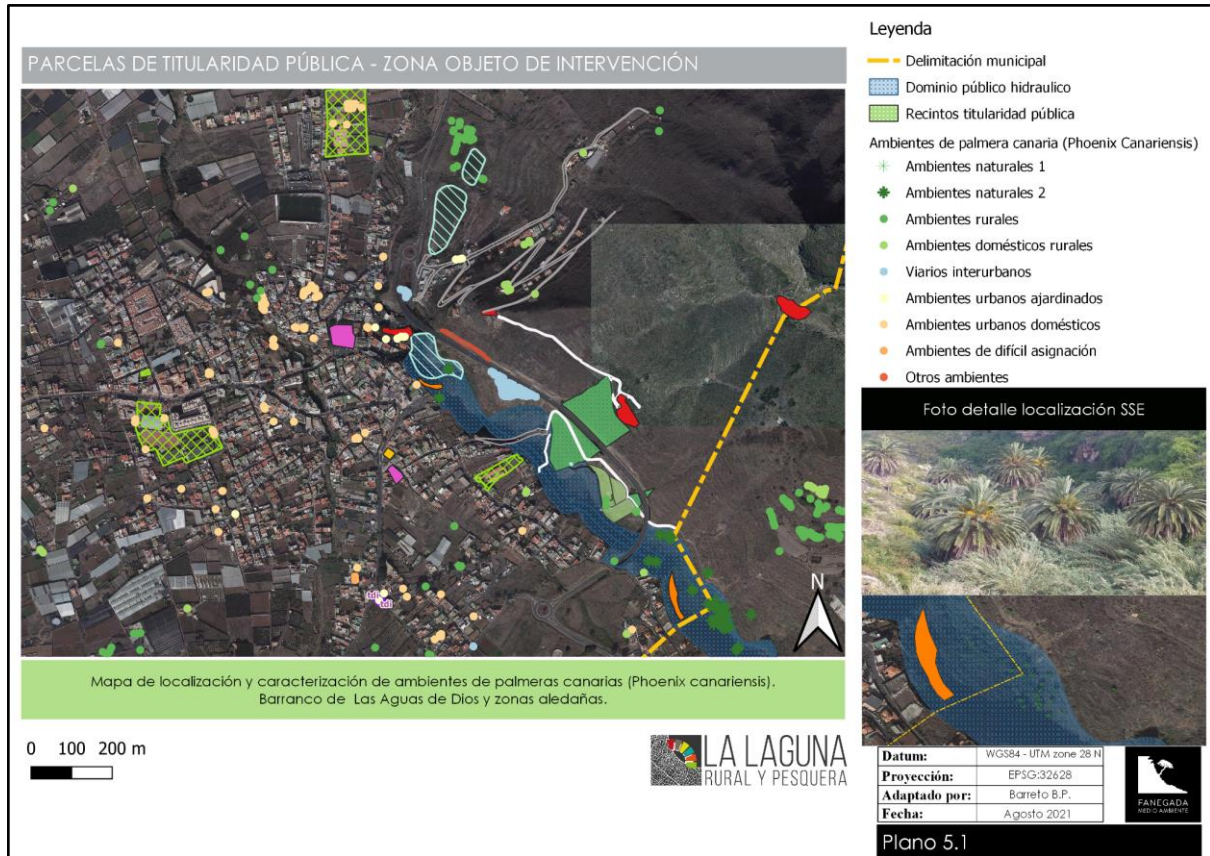 PARCELAS DE TITULARIDAD PÚBLICA - ZONA OBJETO DE INTERVENCIÓN
tdi
tdi
N
Mapa de localización y caracterización de ambientes de palmeras canarias (Phoenix canariensis).
Barranco de Las Aguas de Dios y zonas aledañas.
0 100 200 m
LA LAGUNA
RURAL Y PESQUERA
Leyenda
Delimitación municipal
Dominio público hidraulico
Recintos titularidad pública
Ambientes de palmera canaria (Phoenix Canariensis)
Ambientes naturales 1
Ambientes naturales 2
Ambientes rurales
Ambientes domésticos rurales
Viarios interurbanos
Ambientes urbanos ajardinados
Ambientes urbanos domésticos
Ambientes de difícil asignación
Otros ambientes
Foto detalle localización SSE
Datum: WGS84 - UTM zone 28 N
Proyección: EPSG:32628
Adaptado por: Barreto B.P.
Fecha: Agosto 2021
FANEGADA
MEDIO AMBIENTE
Plano 5.1